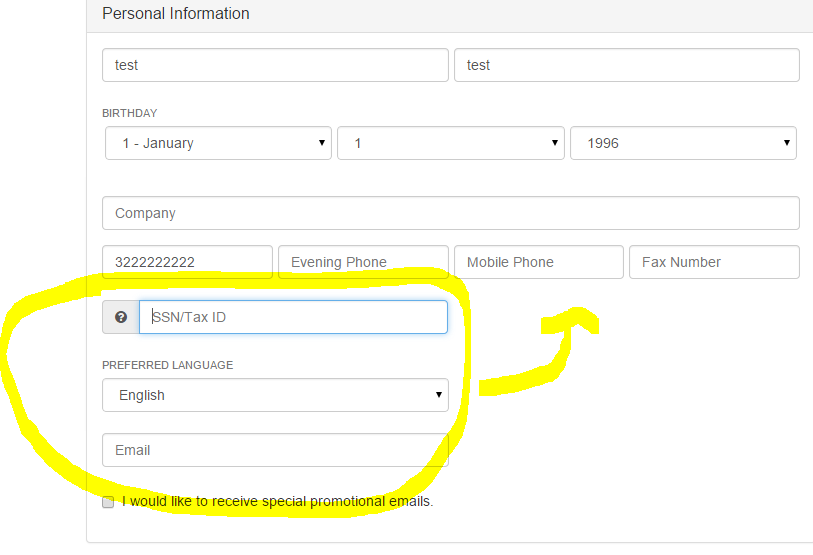 Personal Information
test test
BIRTHDAY
1 - January 1 1996
Company
3222222222 Evening Phone Mobile Phone Fax Number
SSN/Tax ID
PREFERRED LANGUAGE
English
Email
I would like to receive special promotional emails.